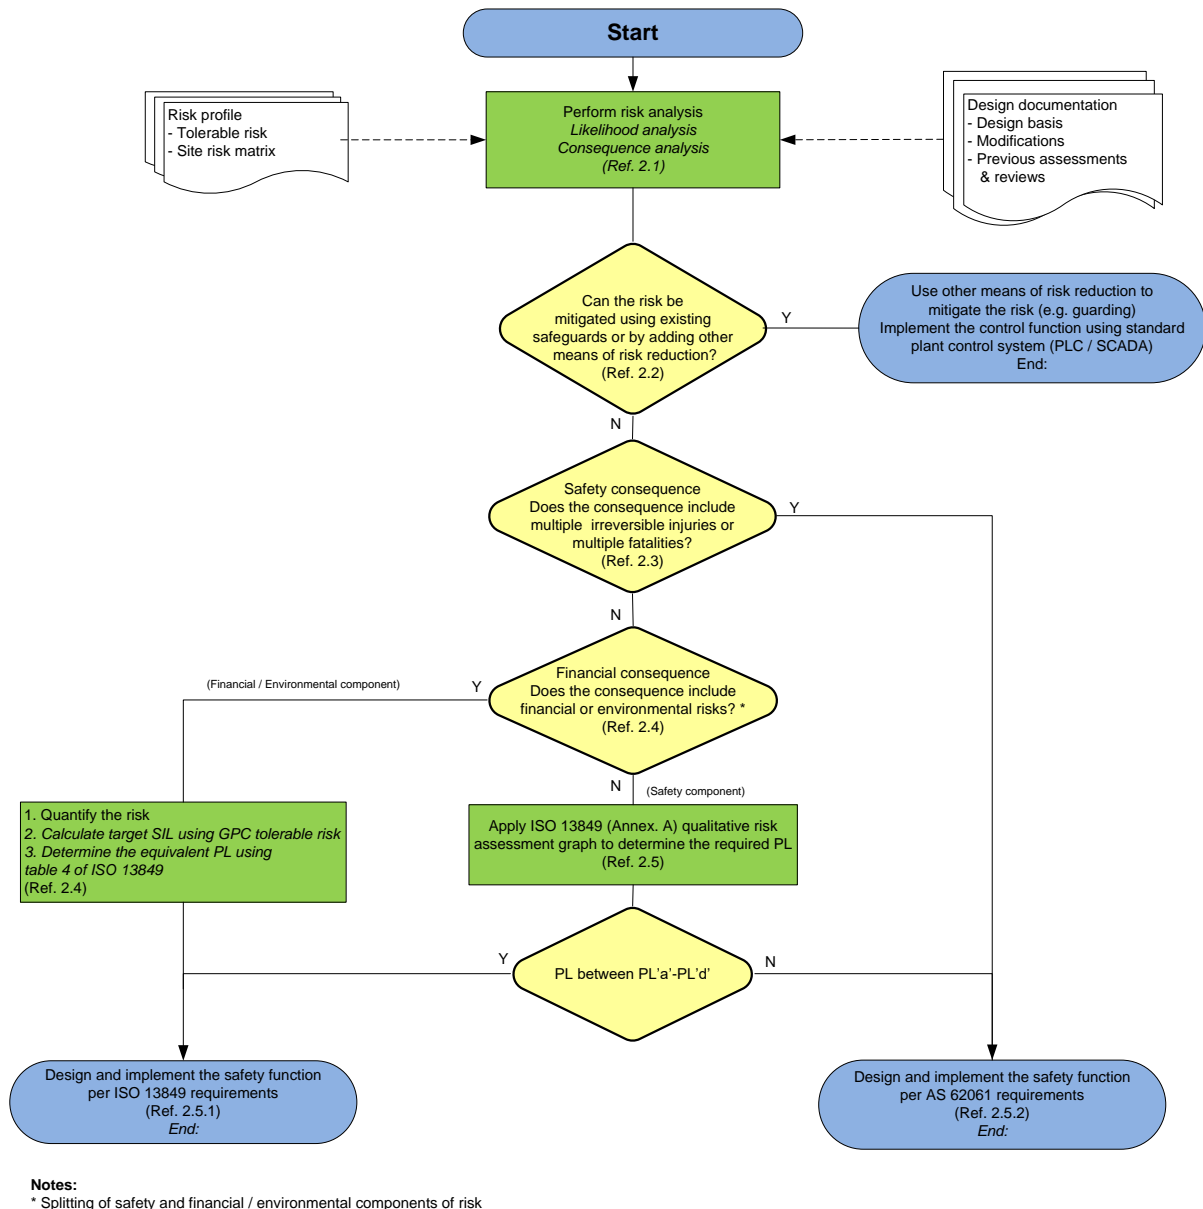 Start
Risk profile
- Tolerable risk
- Site risk matrix
Perform risk analysis
Likelihood analysis
Consequence analysis
(Ref. 2.1)
Design documentation
- Design basis
- Modifications
- Previous assessments
& reviews
Can the risk be
mitigated using existing
safeguards or by adding other
means of risk reduction?
(Ref. 2.2)
Y
Use other means of risk reduction to
mitigate the risk (e.g. guarding)
Implement the control function using standard
plant control system (PLC / SCADA)
End:
N
Safety consequence
Does the consequence include
multiple irreversible injuries or
multiple fatalities?
(Ref. 2.3)
Y
N
Financial consequence
Does the consequence include
financial or environmental risks? *
(Ref. 2.4)
(Financial / Environmental component)
Y
N
(Safety component)
1. Quantify the risk
2. Calculate target SIL using GPC tolerable risk
3. Determine the equivalent PL using
table 4 of ISO 13849
(Ref. 2.4)
Apply ISO 13849 (Annex. A) qualitative risk
assessment graph to determine the required PL
(Ref. 2.5)
Y
PL between PL'a'-PL'd'
N
Design and implement the safety function
per ISO 13849 requirements
(Ref. 2.5.1)
End:
Design and implement the safety function
per AS 62061 requirements
(Ref. 2.5.2)
End:
Notes:
* Splitting of safety and financial / environmental components of risk